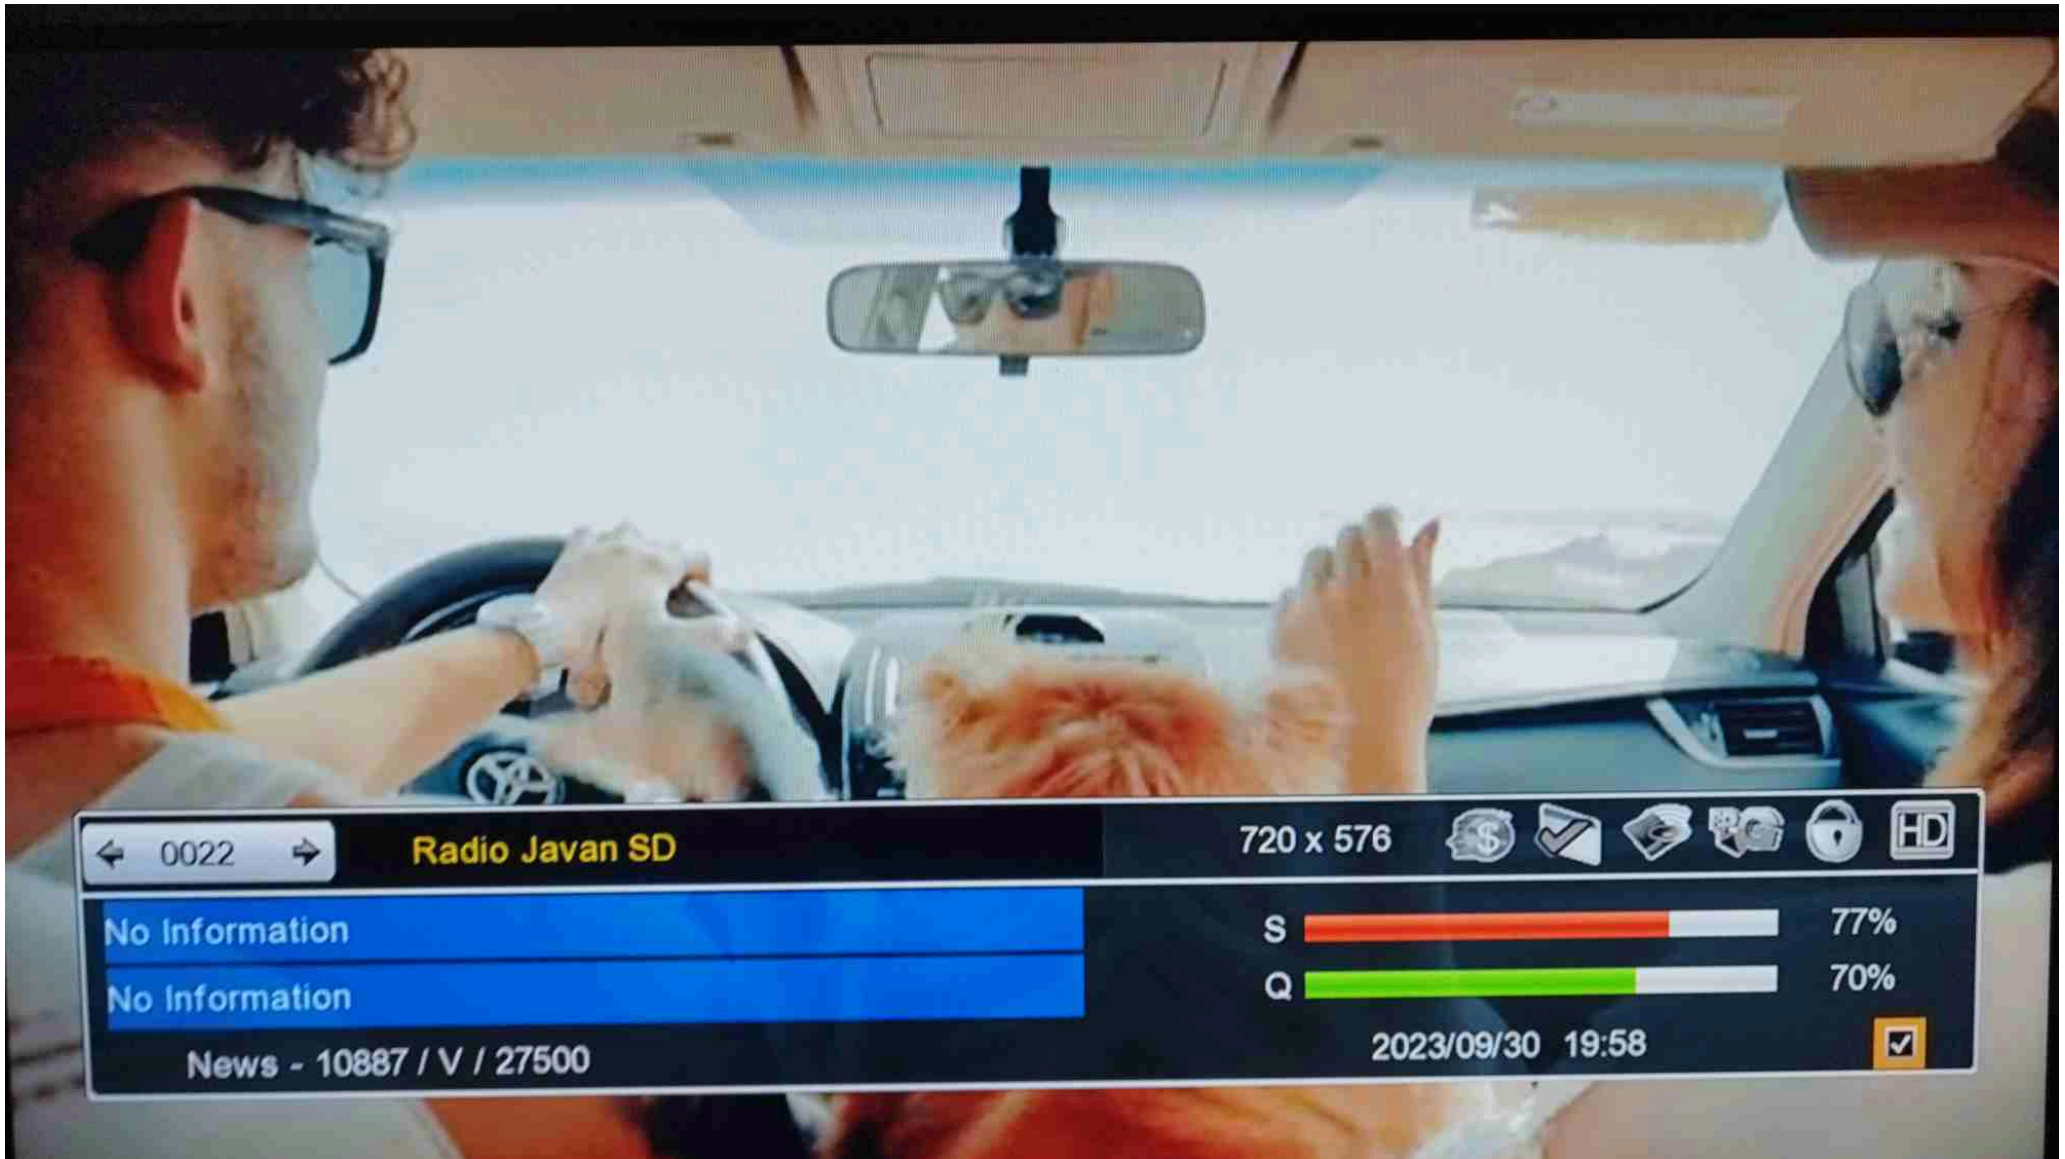 0022 Radio Javan SD 720 x 576 HD
No Information
S 77%
No Information
Q 70%
News - 10887 / V / 27500
2023/09/30 19:58